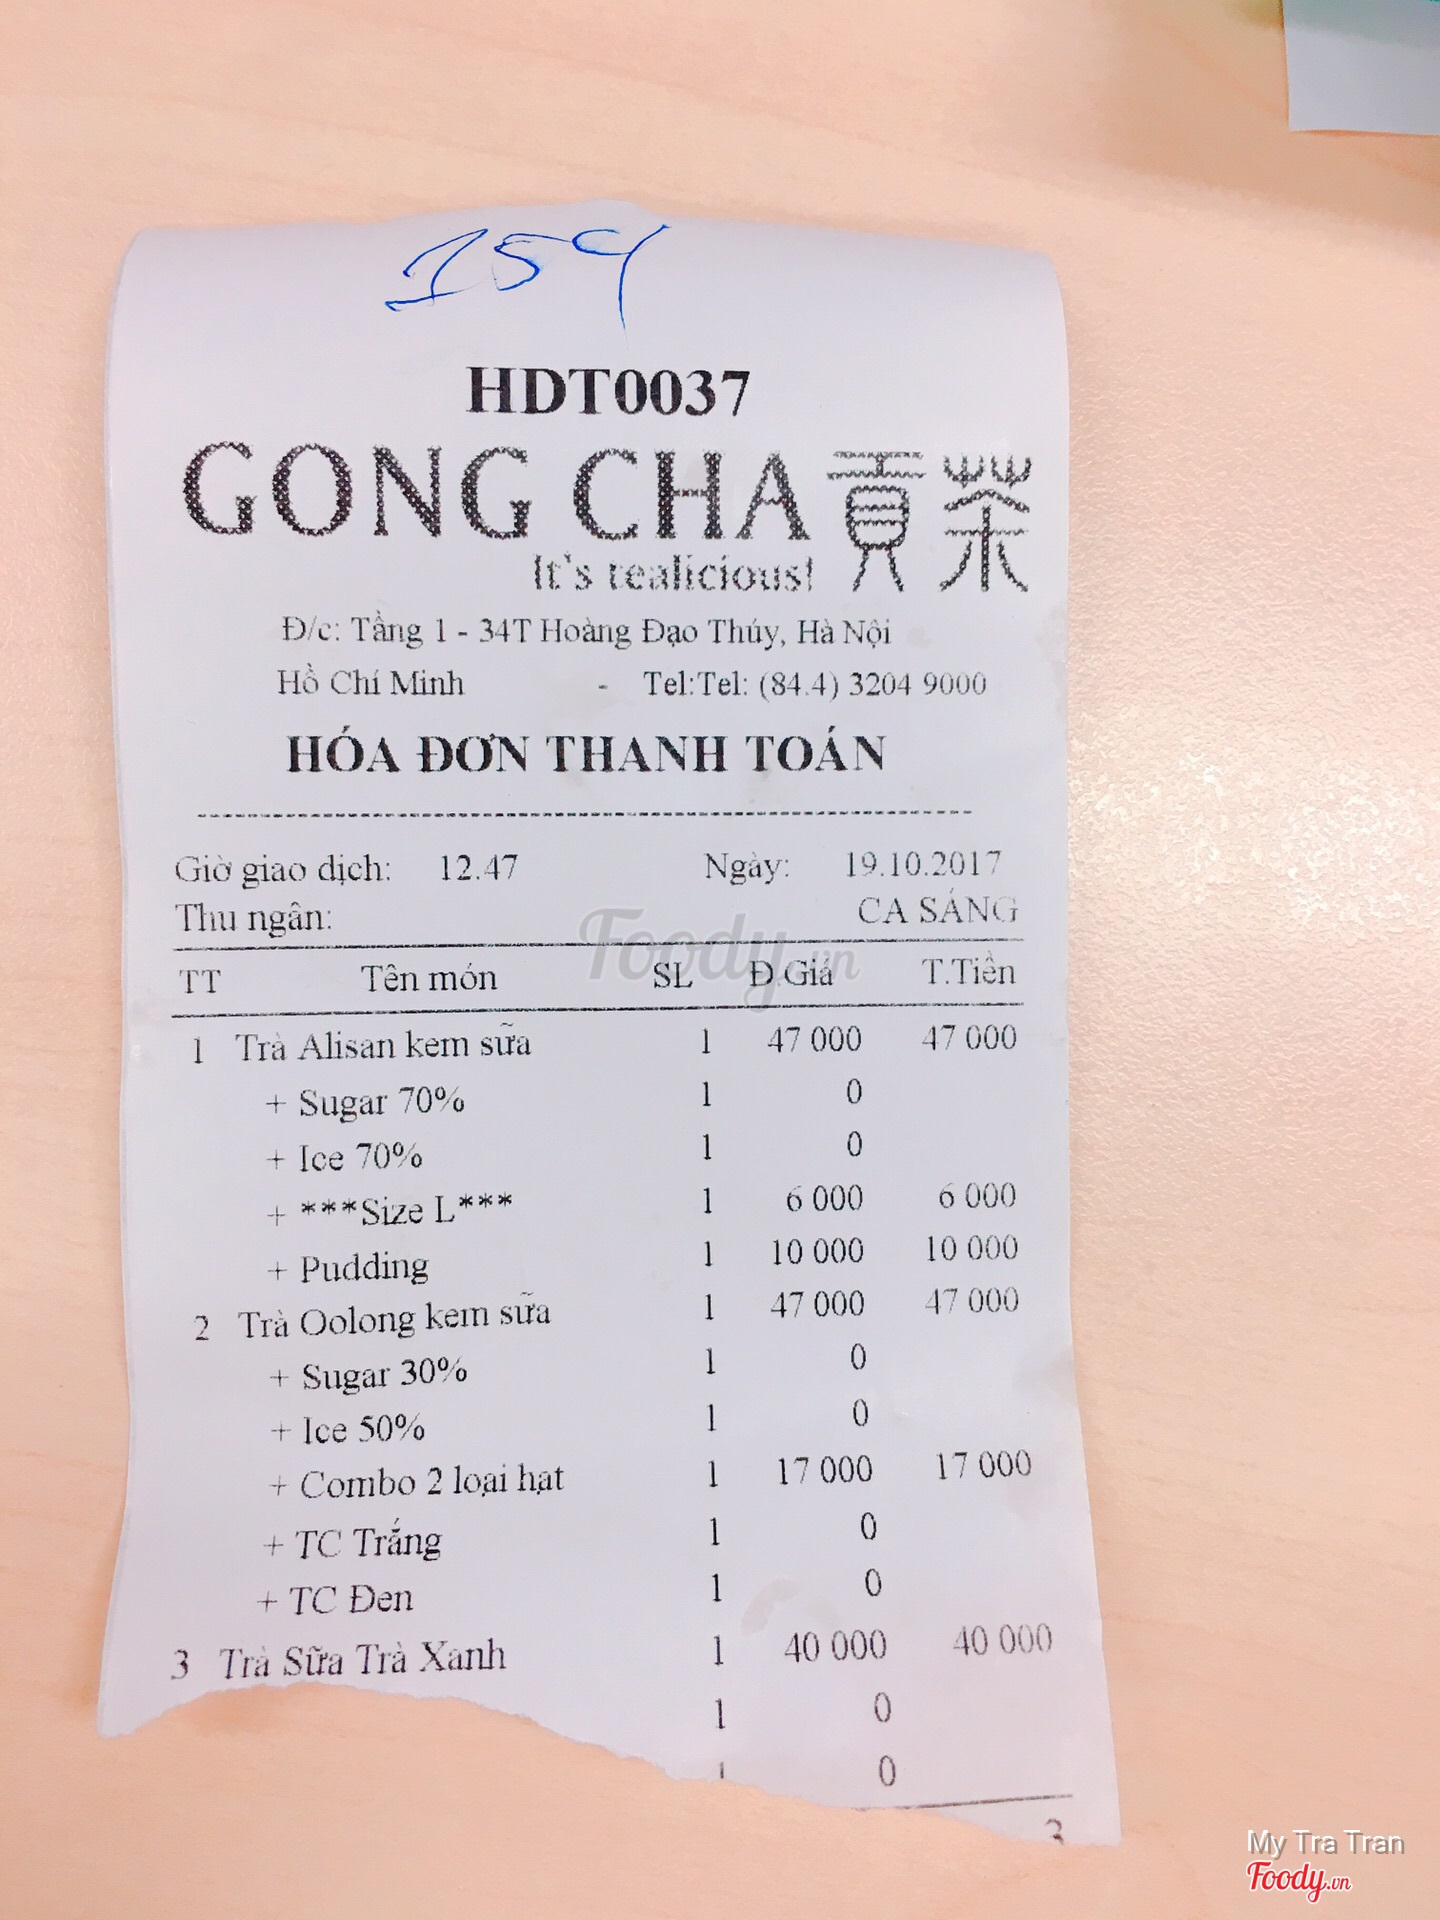 159
HDT0037
GONG CHA 貢茶
It's tealicious!
Đ/c: Tầng 1 - 34T Hoàng Đạo Thúy, Hà Nội
Hồ Chí Minh - Tel:Tel: (84.4) 3204 9000
HÓA ĐƠN THANH TOÁN
Giờ giao dịch: 12.47 Ngày: 19.10.2017
Thu ngân: CA SÁNG
Foody.vn
TT Tên món SL Đ.Giá T.Tiền
1 Trà Alisan kem sữa 1 47 000 47 000
+ Sugar 70% 1 0
+ Ice 70% 1 0
+ ***Size L*** 1 6 000 6 000
+ Pudding 1 10 000 10 000
2 Trà Oolong kem sữa 1 47 000 47 000
+ Sugar 30% 1 0
+ Ice 50% 1 0
+ Combo 2 loại hạt 1 17 000 17 000
+ TC Trắng 1 0
+ TC Đen 1 0
3 Trà Sữa Trà Xanh 1 40 000 40 000
1 0
1 0
3
My Tra Tran
Foody.vn